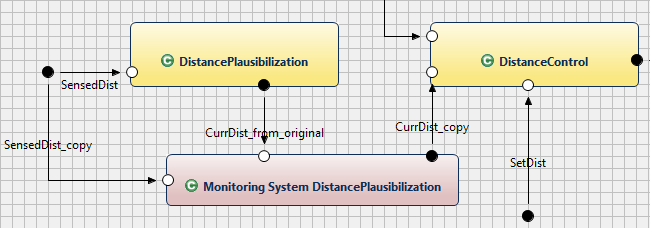 DistancePlausibilization
DistanceControl
SensedDist
CurrDist_from_original
CurrDist_copy
SensedDist_copy
SetDist
Monitoring System DistancePlausibilization